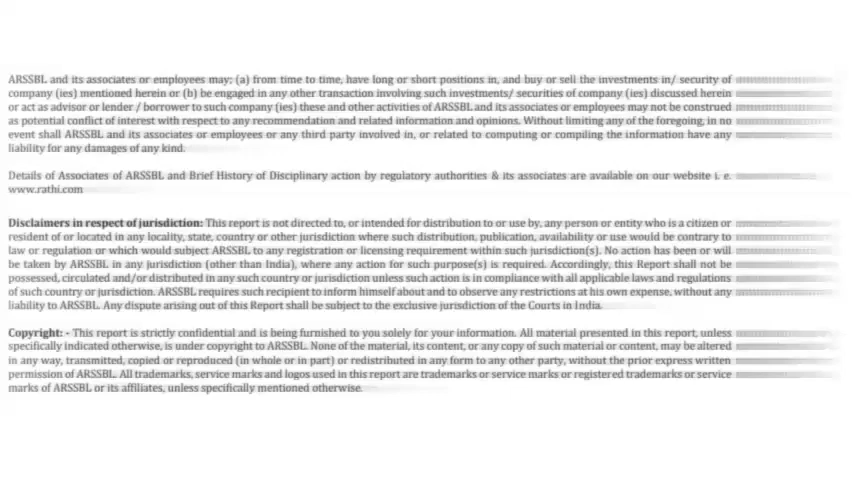 ARSSBL and its associates or employees may; (a) from time to time, have long or short positions in, and buy or sell the investments in/ security of
company (ies) mentioned herein or (b) be engaged in any other transaction involving such investments/ securities of company (ies) discussed herein
or act as advisor or lender / borrower to such company (ies) these and other activities of ARSSBL and its associates or employees may not be construed
as potential conflict of interest with respect to any recommendation and related information and opinions. Without limiting any of the foregoing, in no
event shall ARSSBL and its associates or employees or any third party involved in, or related to computing or compiling the information have any
liability for any damages of any kind.
Details of Associates of ARSSBL and Brief History of Disciplinary action by regulatory authorities & its associates are available on our website i. e.
www.rathi.com
Disclaimers in respect of jurisdiction: This report is not directed to, or intended for distribution to or use by, any person or entity who is a citizen or
resident of or located in any locality, state, country or other jurisdiction where such distribution, publication, availability or use would be contrary to
law or regulation or which would subject ARSSBL to any registration or licensing requirement within such jurisdiction(s). No action has been or will
be taken by ARSSBL in any jurisdiction (other than India), where any action for such purpose(s) is required. Accordingly, this Report shall not be
possessed, circulated and/or distributed in any such country or jurisdiction unless such action is in compliance with all applicable laws and regulations
of such country or jurisdiction. ARSSBL requires such recipient to inform himself about and to observe any restrictions at his own expense, without any
liability to ARSSBL. Any dispute arising out of this Report shall be subject to the exclusive jurisdiction of the Courts in India.
Copyright: - This report is strictly confidential and is being furnished to you solely for your information. All material presented in this report, unless
specifically indicated otherwise, is under copyright to ARSSBL. None of the material, its content, or any copy of such material or content, may be altered
in any way, transmitted, copied or reproduced (in whole or in part) or redistributed in any form to any other party, without the prior express written
permission of ARSSBL. All trademarks, service marks and logos used in this report are trademarks or service marks or registered trademarks or service
marks of ARSSBL or its affiliates, unless specifically mentioned otherwise.